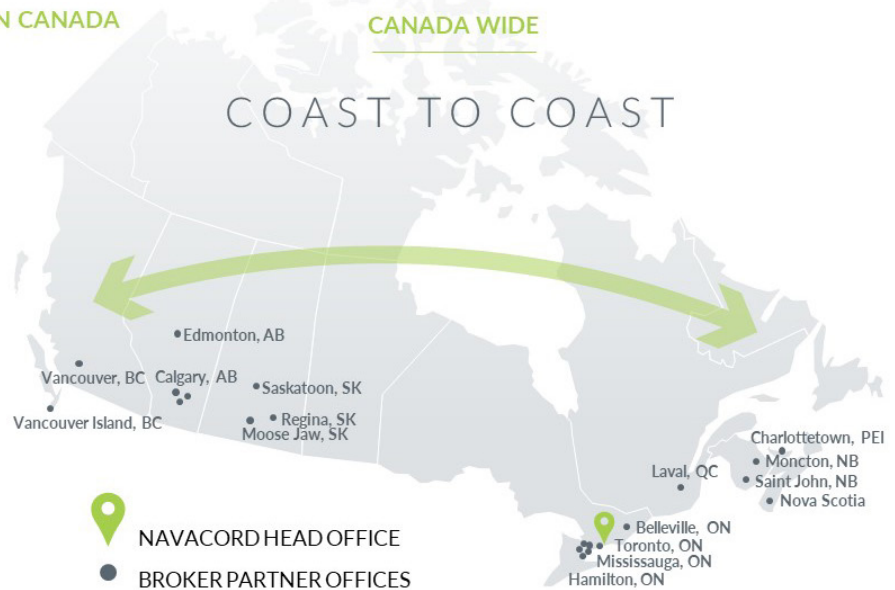 N CANADA
CANADA WIDE
COAST TO COAST
Edmonton, AB
Vancouver, BC
Calgary, AB
Saskatoon, SK
Vancouver Island, BC
Regina, SK
Moose Jaw, SK
Charlottetown, PEI
Moncton, NB
Laval, QC
Saint John, NB
Nova Scotia
Belleville, ON
Toronto, ON
Mississauga, ON
Hamilton, ON
NAVACORD HEAD OFFICE
BROKER PARTNER OFFICES